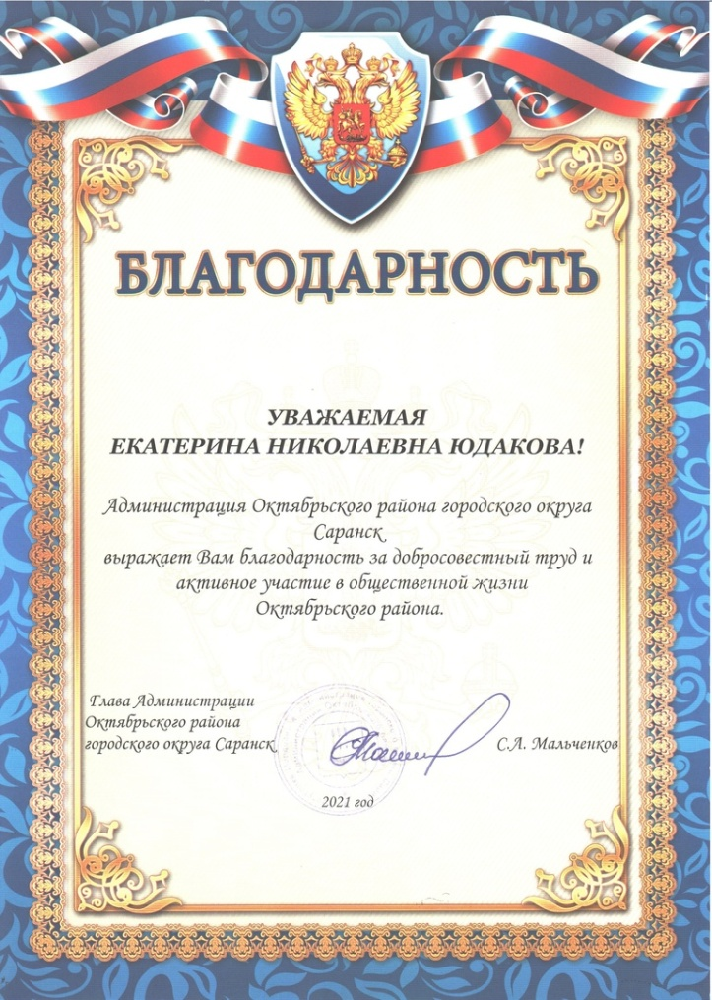 БЛАГОДАРНОСТЬ
УВАЖАЕМАЯ
ЕКАТЕРИНА НИКОЛАЕВНА ЮДАКОВА!
Администрация Октябрьского района городского округа
Саранск
выражает Вам благодарность за добросовестный труд и
активное участие в общественной жизни
Октябрьского района.
Глава Администрации
Октябрьского района
городского округа Саранск
С.А. Мальченков
2021 год